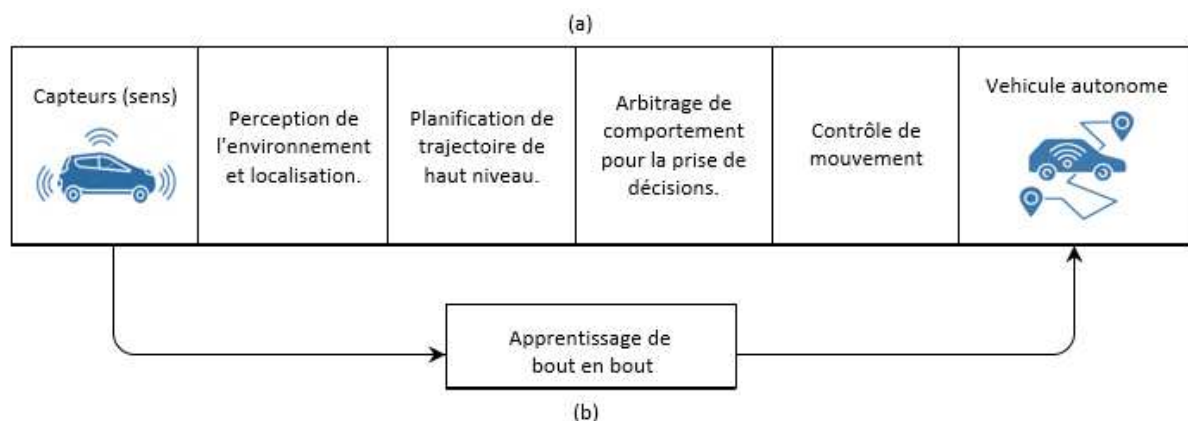 (a)
Capteurs (sens)
Perception de
l'environnement
et localisation.
Planification de
trajectoire de
haut niveau.
Arbitrage de
comportement
pour la prise de
décisions.
Contrôle de
mouvement
Vehicule autonome
Apprentissage de
bout en bout
(b)